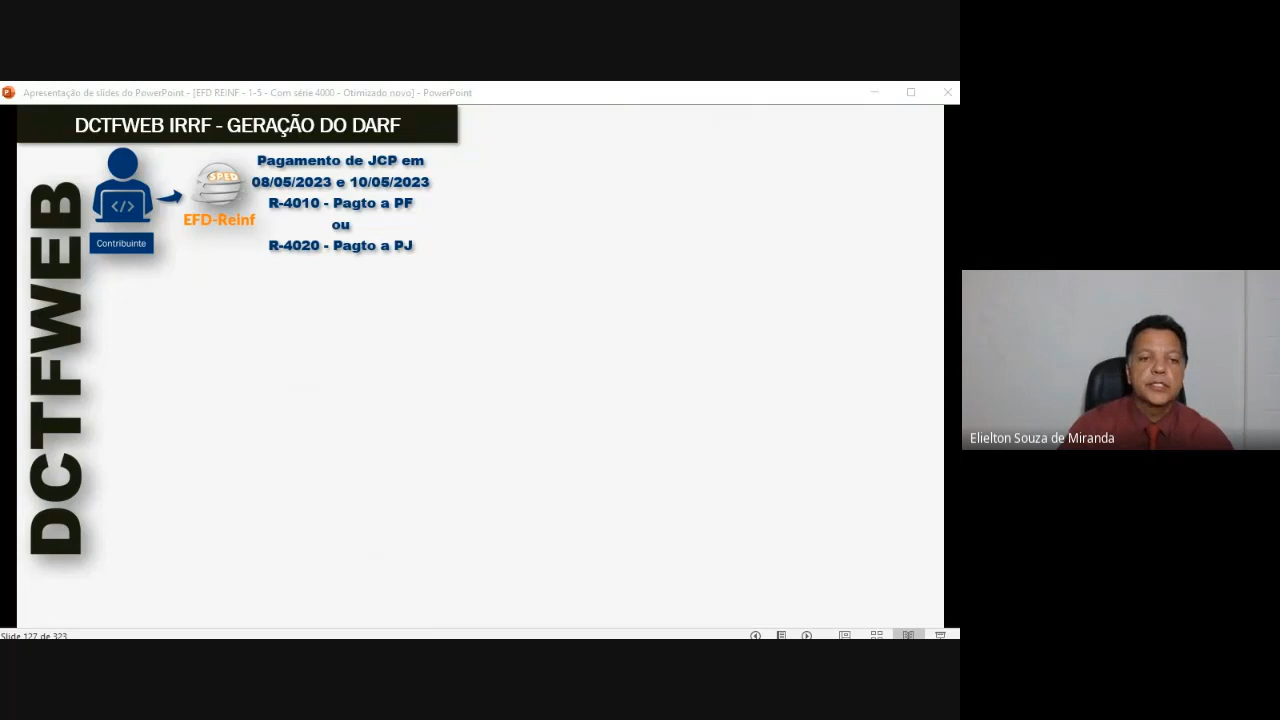 Apresentação de slides do PowerPoint - [EFD REINF - 1-5 - Com série 4000 - Otimizado novo] - PowerPoint
DCTFWEB IRRF - GERAÇÃO DO DARF
DCTFWEB
SPED
EFD-Reinf
Contribuinte
Pagamento de JCP em
08/05/2023 e 10/05/2023
R-4010 - Pagto a PF
ou
R-4020 - Pagto a PJ
Elielton Souza de Miranda
Slide 127 de 323